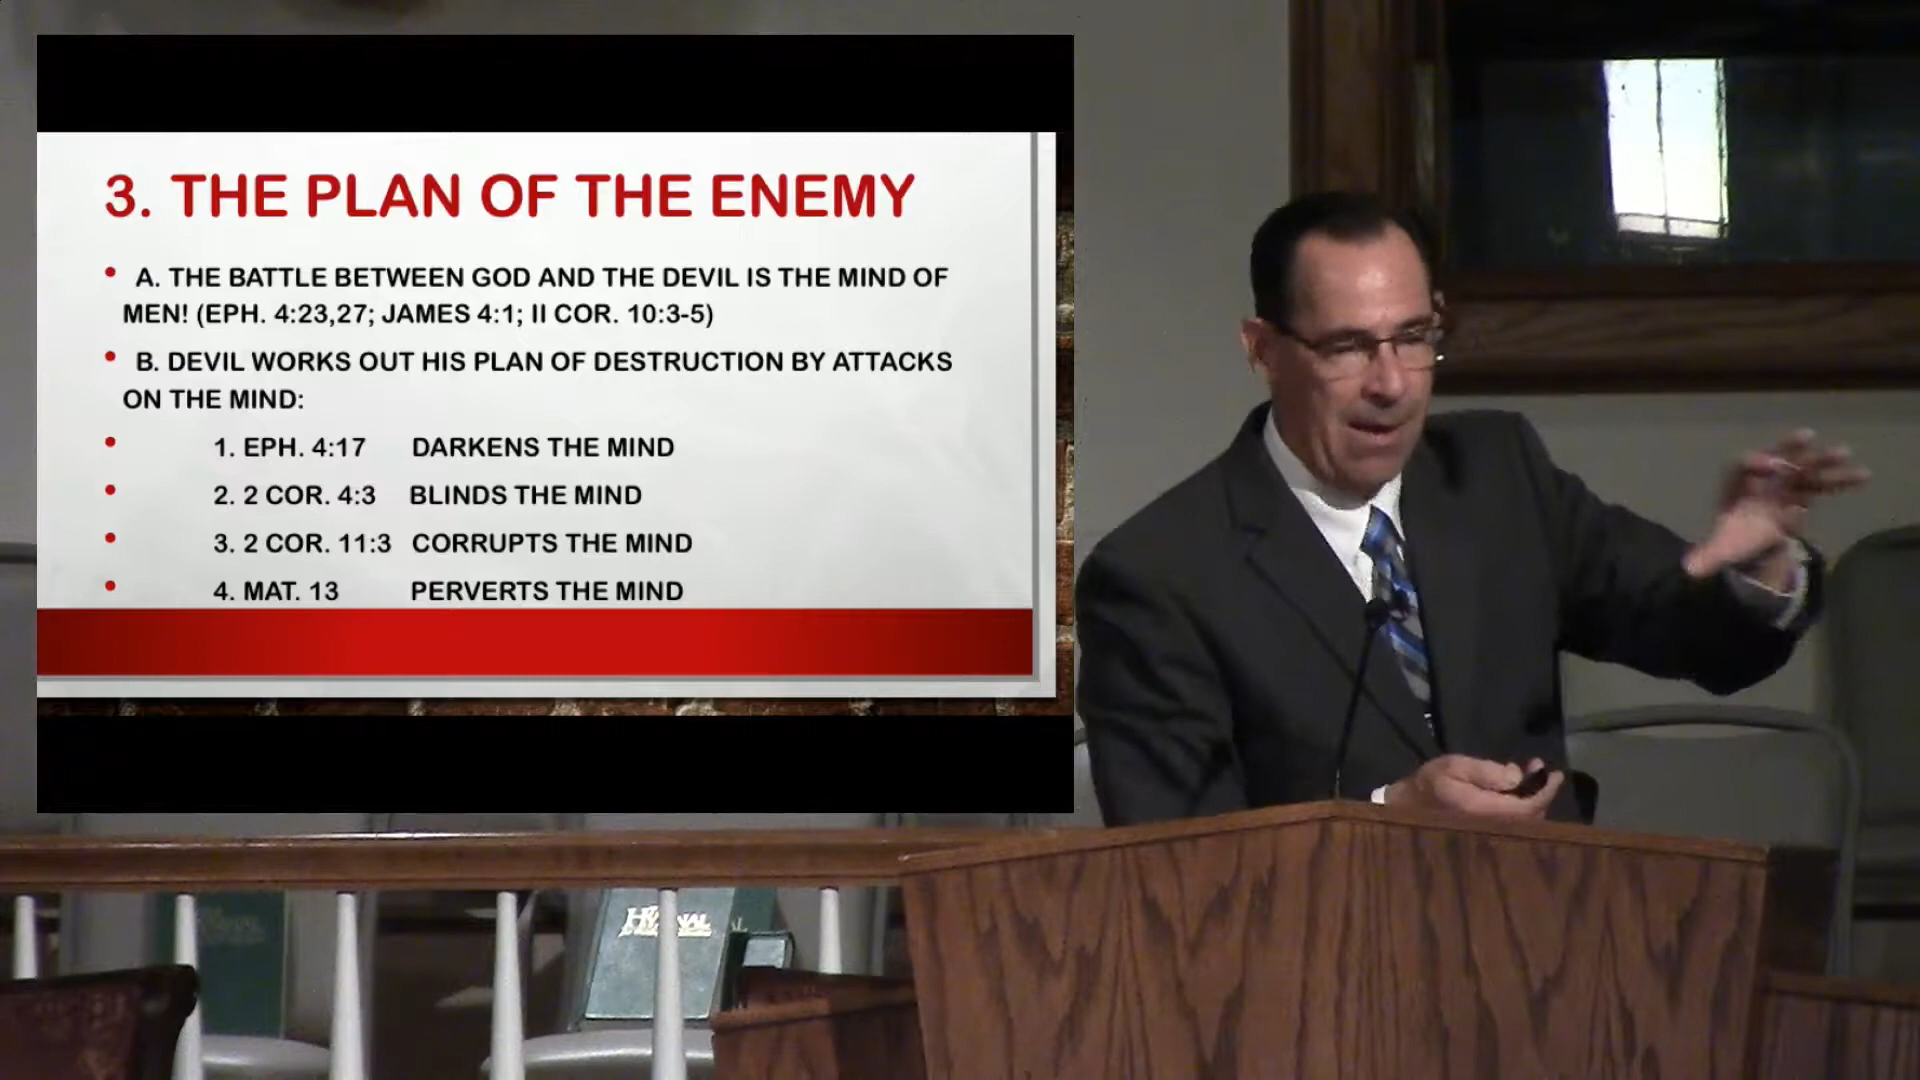 3. THE PLAN OF THE ENEMY
• A. THE BATTLE BETWEEN GOD AND THE DEVIL IS THE MIND OF
MEN! (EPH. 4:23,27; JAMES 4:1; II COR. 10:3-5)
• B. DEVIL WORKS OUT HIS PLAN OF DESTRUCTION BY ATTACKS
ON THE MIND:
• 1. EPH. 4:17 DARKENS THE MIND
• 2. 2 COR. 4:3 BLINDS THE MIND
• 3. 2 COR. 11:3 CORRUPTS THE MIND
• 4. MAT. 13 PERVERTS THE MIND